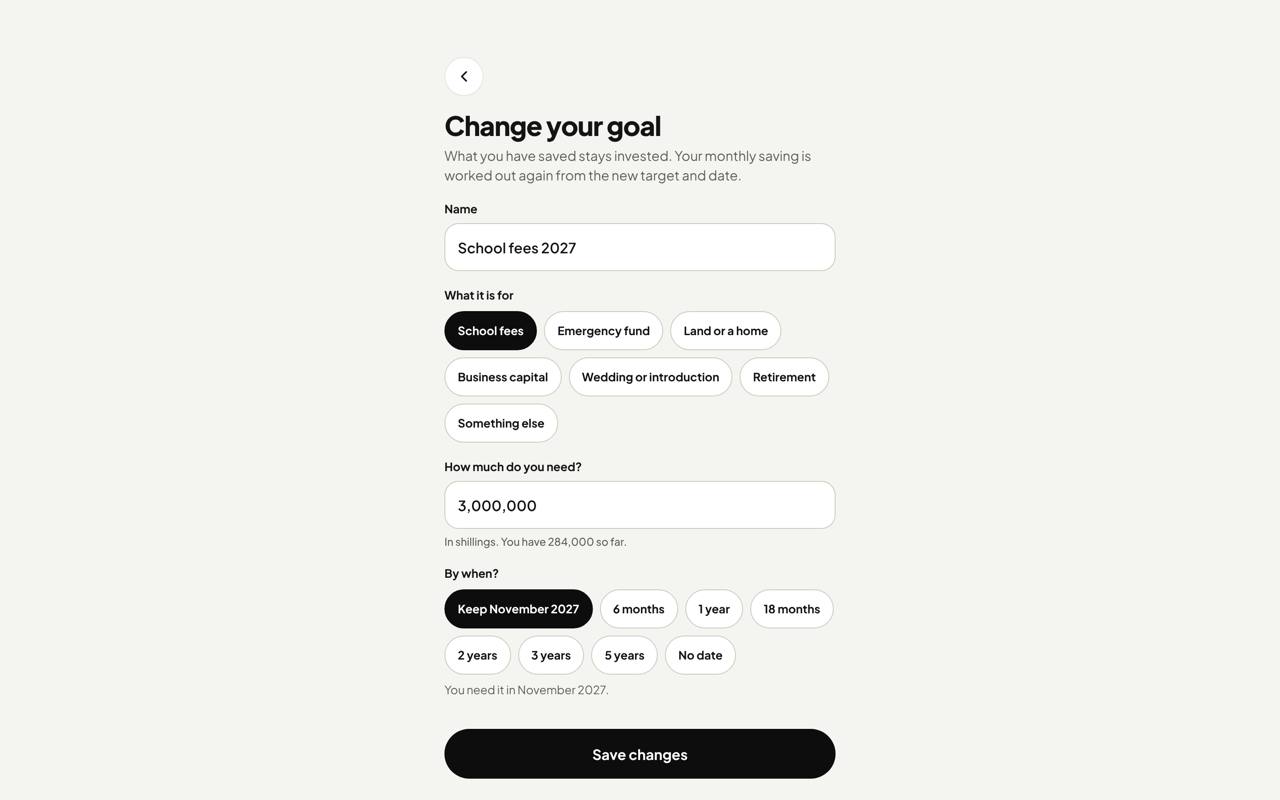 Change your goal
What you have saved stays invested. Your monthly saving is
worked out again from the new target and date.
Name
School fees 2027
What it is for
School fees
Emergency fund
Land or a home
Business capital
Wedding or introduction
Retirement
Something else
How much do you need?
3,000,000
In shillings. You have 284,000 so far.
By when?
Keep November 2027
6 months
1 year
18 months
2 years
3 years
5 years
No date
You need it in November 2027.
Save changes